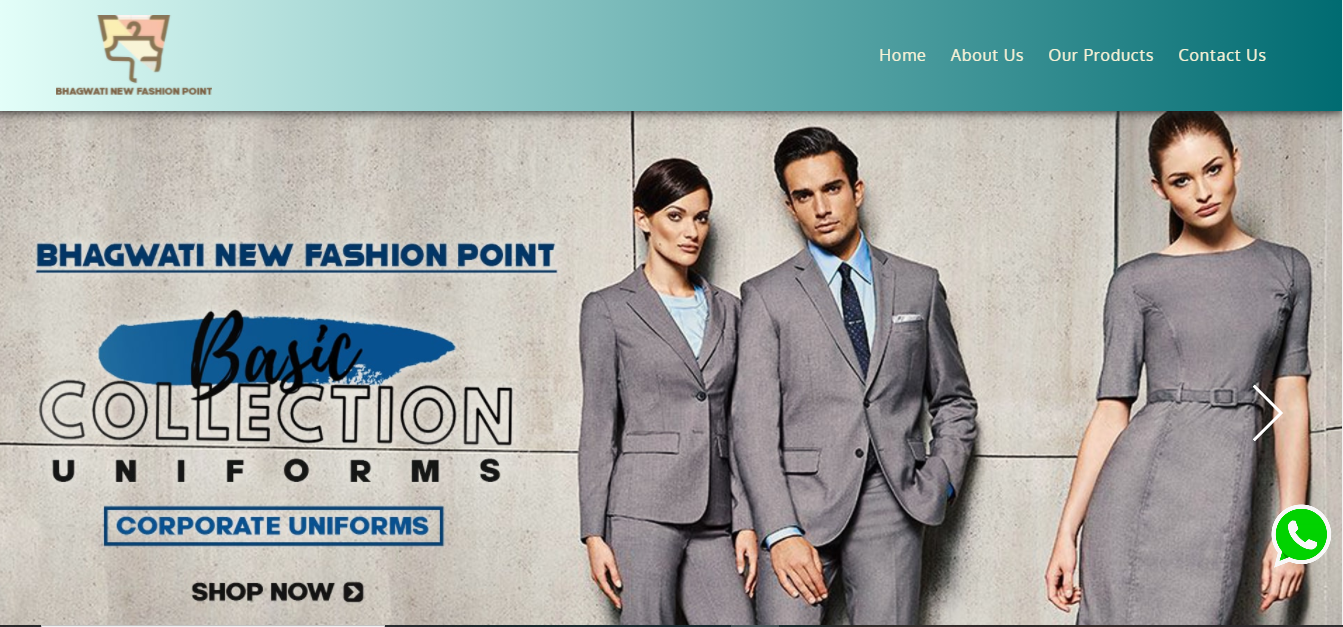 BHAGWATI NEW FASHION POINT
Home About Us Our Products Contact Us
BHAGWATI NEW FASHION POINT
Basic
COLLECTION
UNIFORMS
CORPORATE UNIFORMS
SHOP NOW